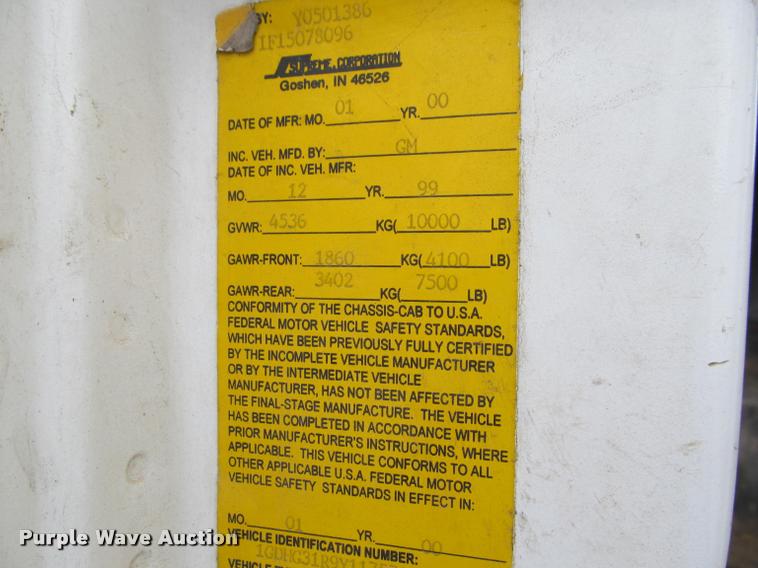 BY: Y0501386
1F15078096
SUPREME CORPORATION
Goshen, IN 46526
DATE OF MFR: MO. 01 YR. 00
INC. VEH. MFD. BY: GM
DATE OF INC. VEH. MFR:
MO. 12 YR. 99
GVWR: 4536 KG( 10000 LB)
GAWR-FRONT: 1860 KG( 4100 LB)
GAWR-REAR: 3402 KG( 7500 LB)
CONFORMITY OF THE CHASSIS-CAB TO U.S.A.
FEDERAL MOTOR VEHICLE SAFETY STANDARDS,
WHICH HAVE BEEN PREVIOUSLY FULLY CERTIFIED
BY THE INCOMPLETE VEHICLE MANUFACTURER
OR BY THE INTERMEDIATE VEHICLE
MANUFACTURER, HAS NOT BEEN AFFECTED BY
THE FINAL-STAGE MANUFACTURE. THE VEHICLE
HAS BEEN COMPLETED IN ACCORDANCE WITH
PRIOR MANUFACTURER'S INSTRUCTIONS, WHERE
APPLICABLE. THIS VEHICLE CONFORMS TO ALL
OTHER APPLICABLE U.S.A. FEDERAL MOTOR
VEHICLE SAFETY STANDARDS IN EFFECT IN:
MO. 01 YR. 00
VEHICLE IDENTIFICATION NUMBER:
VEHICLE
Purple Wave Auction